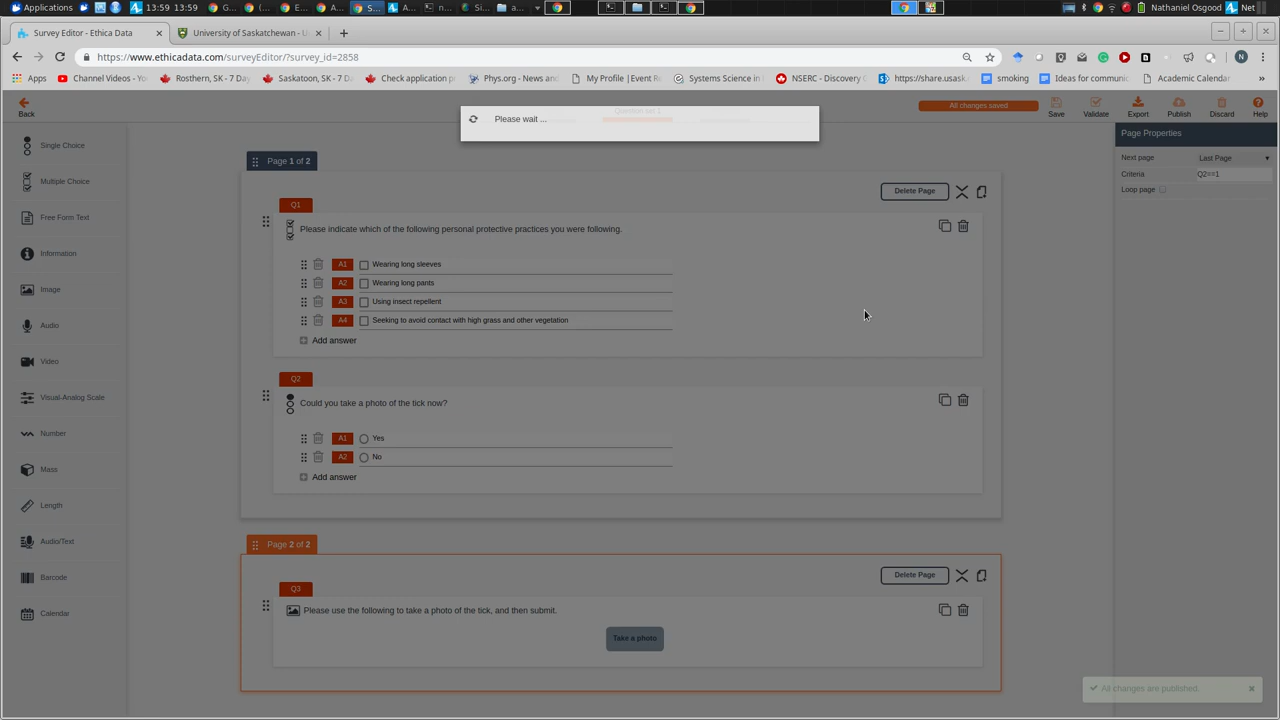 Applications
13:59 13:59
G...
(...
E...
A...
S...
A...
n...
Si...
a...
Nathaniel Osgood
Net
Survey Editor - Ethica Data
University of Saskatchewan - U
https://www.ethicadata.com/surveyEditor/?survey_id=2858
N
Apps
Channel Videos - Yo
Rosthern, SK - 7 Day
Saskatoon, SK - 7 D
Check application p
Phys.org - News and
My Profile | Event R
Systems Science in
NSERC - Discovery
https://share.usask
smoking
Ideas for communic
Academic Calendar
Back
Question set 1
Please wait ...
All changes saved
Save
Validate
Export
Publish
Discard
Help
Single Choice
Multiple Choice
Free Form Text
Information
Image
Audio
Video
Visual-Analog Scale
Number
Mass
Length
Audio/Text
Barcode
Calendar
Page 1 of 2
Delete Page
Q1
Please indicate which of the following personal protective practices you were following.
A1 Wearing long sleeves
A2 Wearing long pants
A3 Using insect repellent
A4 Seeking to avoid contact with high grass and other vegetation
Add answer
Q2
Could you take a photo of the tick now?
A1 Yes
A2 No
Add answer
Page 2 of 2
Delete Page
Q3
Please use the following to take a photo of the tick, and then submit.
Take a photo
Page Properties
Next page Last Page
Criteria Q2==1
Loop page
All changes are published.